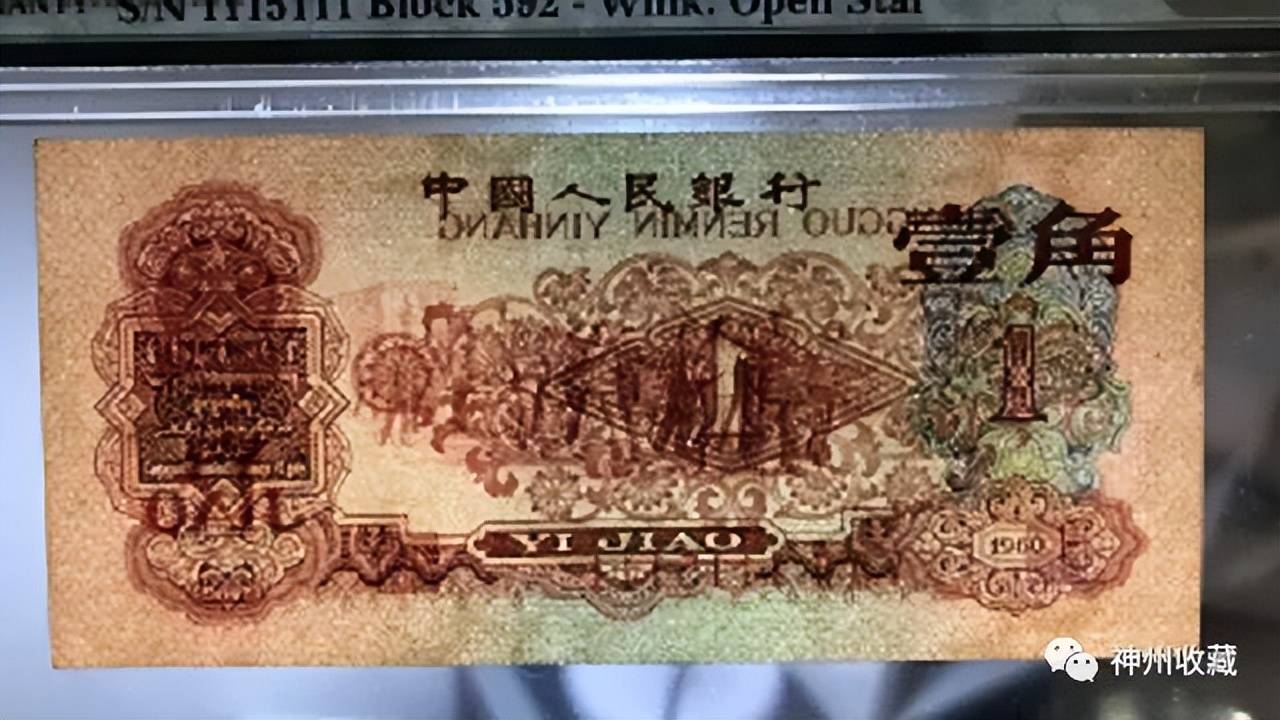 S/N 1115111 Block 592 - Wmk: Open Star
中國人民銀行
ZHONGGUO RENMIN YINHANG
壹角
1
1
YI JIAO
1960
神州收藏